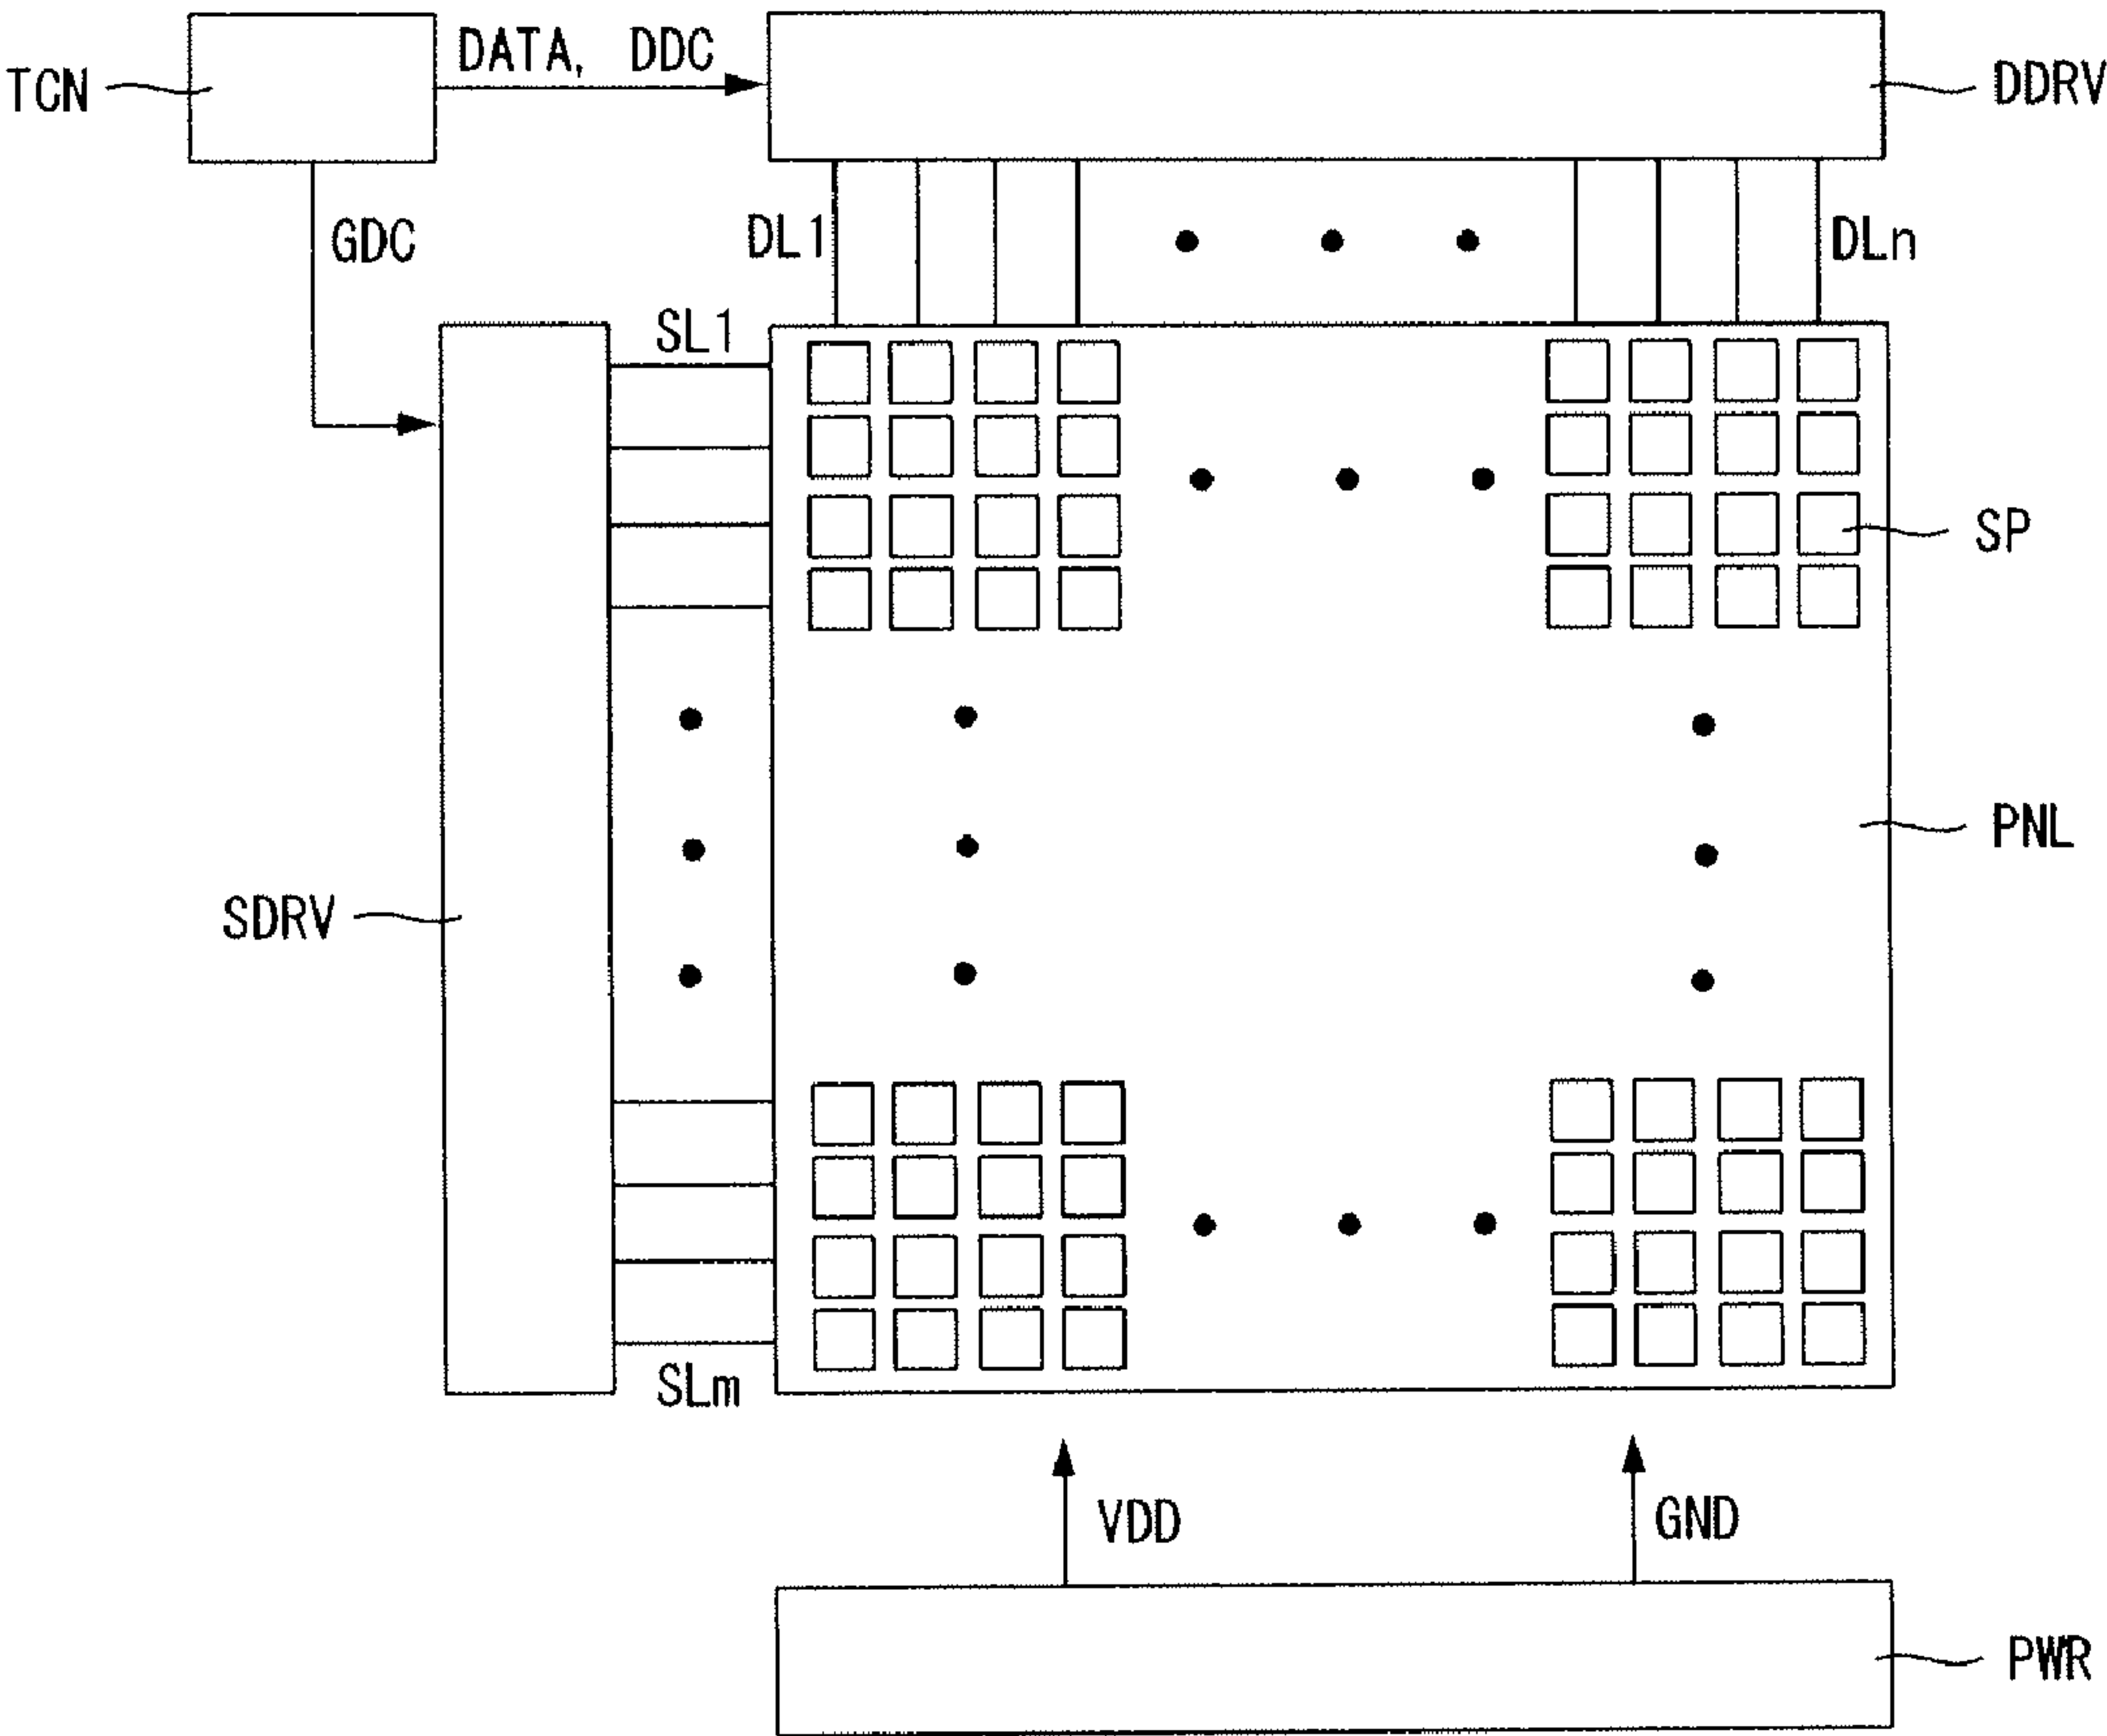 DATA, DDC
TCN
DDRV
GDC
DL1
DLn
SL1
SP
PNL
SDRV
SLm
VDD
GND
PWR